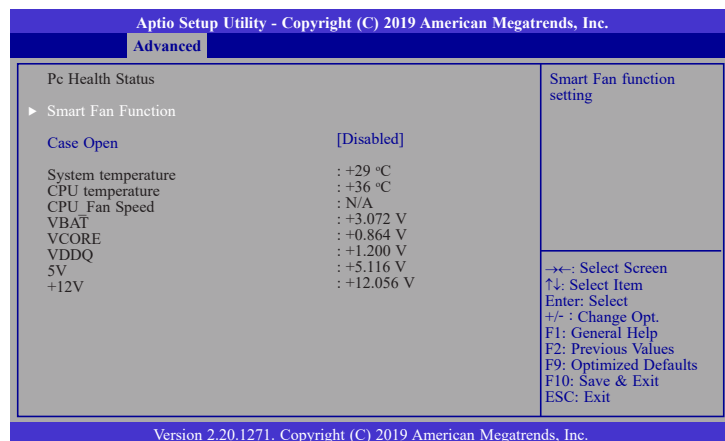 Aptio Setup Utility - Copyright (C) 2019 American Megatrends, Inc.
Advanced
Pc Health Status
► Smart Fan Function
Case Open [Disabled]
System temperature : +29 °C
CPU temperature : +36 °C
CPU_Fan Speed : N/A
VBAT : +3.072 V
VCORE : +0.864 V
VDDQ : +1.200 V
5V : +5.116 V
+12V : +12.056 V
Smart Fan function
setting
→←: Select Screen
↑↓: Select Item
Enter: Select
+/- : Change Opt.
F1: General Help
F2: Previous Values
F9: Optimized Defaults
F10: Save & Exit
ESC: Exit
Version 2.20.1271. Copyright (C) 2019 American Megatrends, Inc.